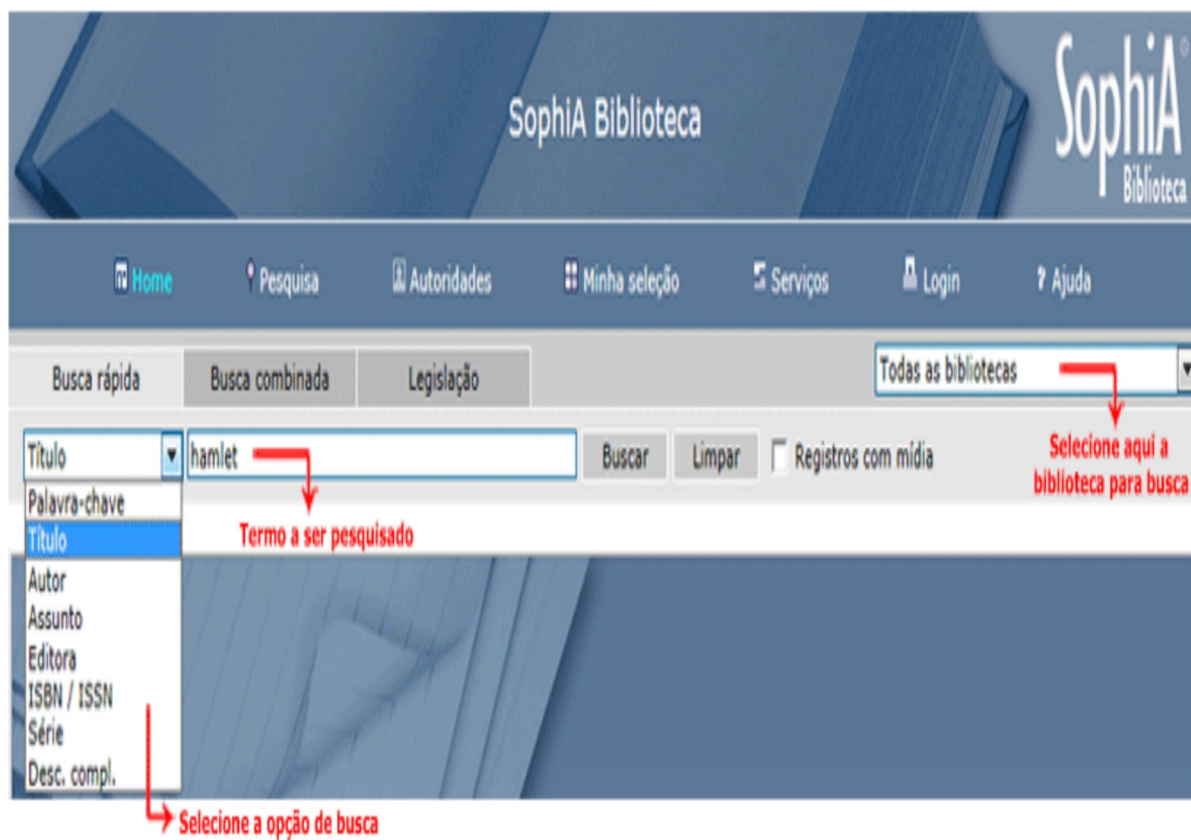 SophiA Biblioteca
SophiA®
Biblioteca
Home Pesquisa Autoridades Minha seleção Serviços Login ? Ajuda
Busca rápida Busca combinada Legislação Todas as bibliotecas
Título hamlet Buscar Limpar Registros com mídia
Selecione aqui a
biblioteca para busca
Palavra-chave
Título
Termo a ser pesquisado
Autor
Assunto
Editora
ISBN / ISSN
Série
Desc. compl.
Selecione a opção de busca